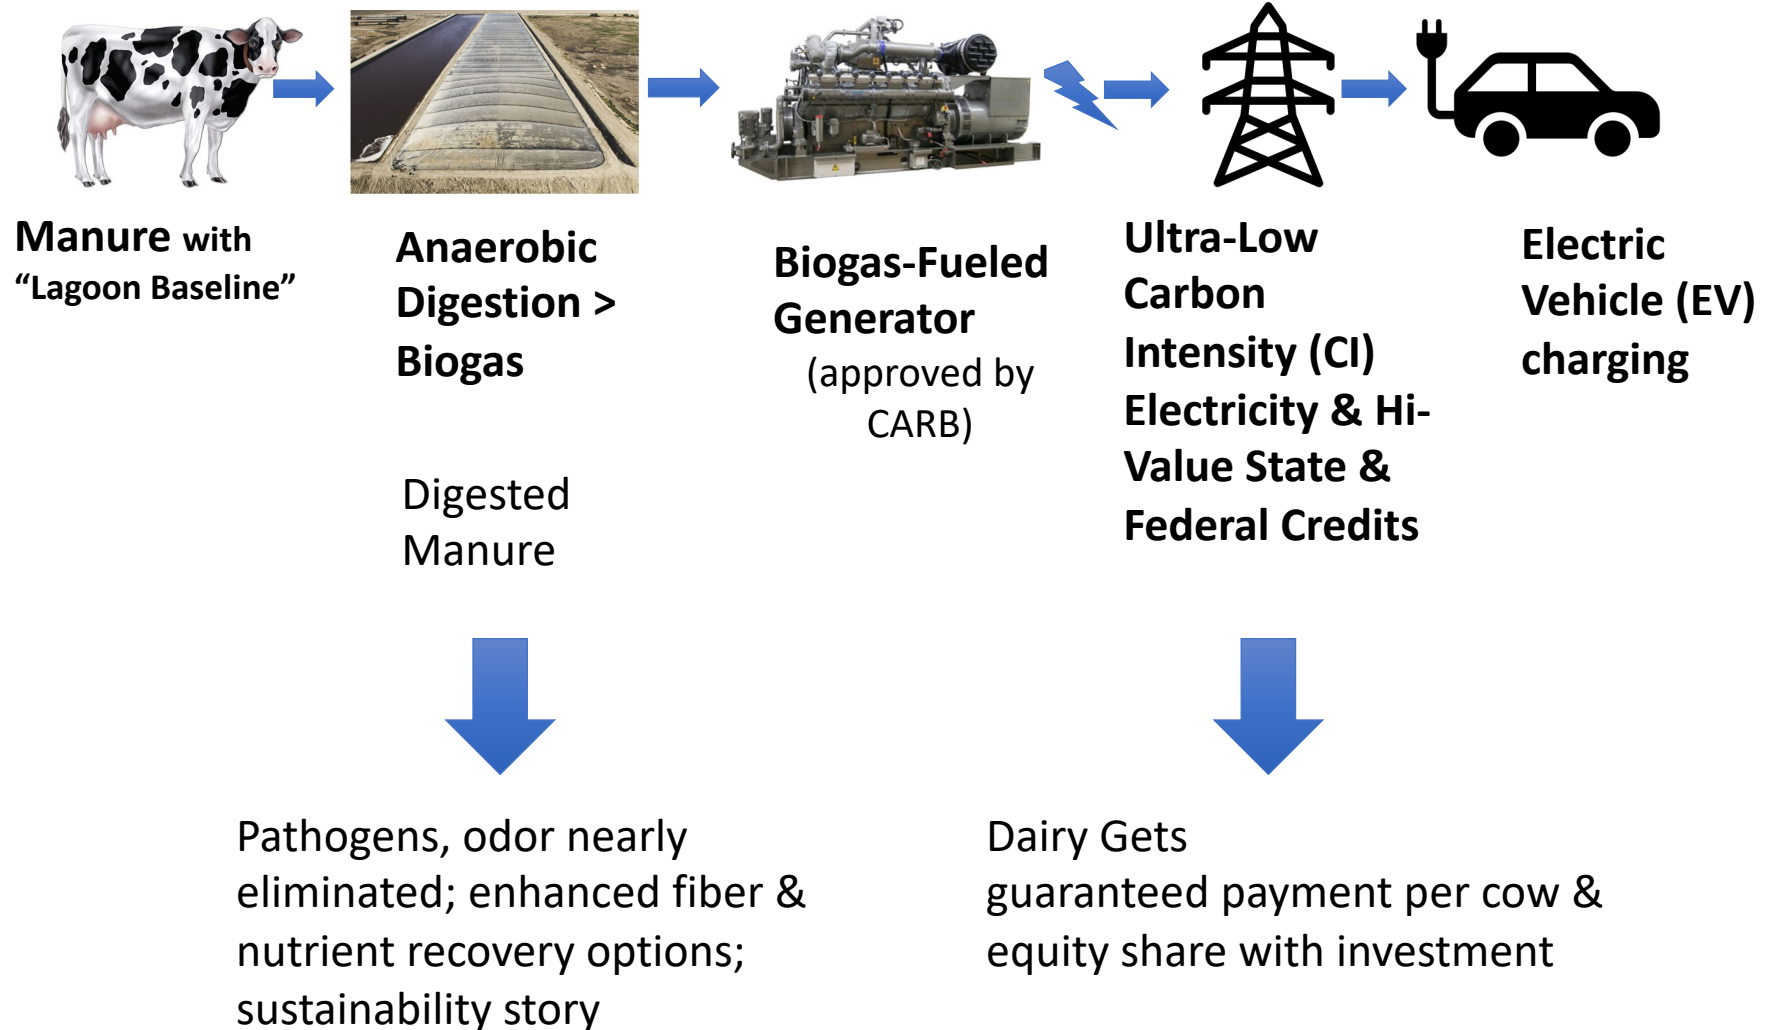 Manure with
“Lagoon Baseline”
Anaerobic
Digestion >
Biogas
Digested
Manure
Biogas-Fueled
Generator
(approved by
CARB)
Ultra-Low
Carbon
Intensity (CI)
Electricity & Hi-
Value State &
Federal Credits
Electric
Vehicle (EV)
charging
Pathogens, odor nearly
eliminated; enhanced fiber &
nutrient recovery options;
sustainability story
Dairy Gets
guaranteed payment per cow &
equity share with investment